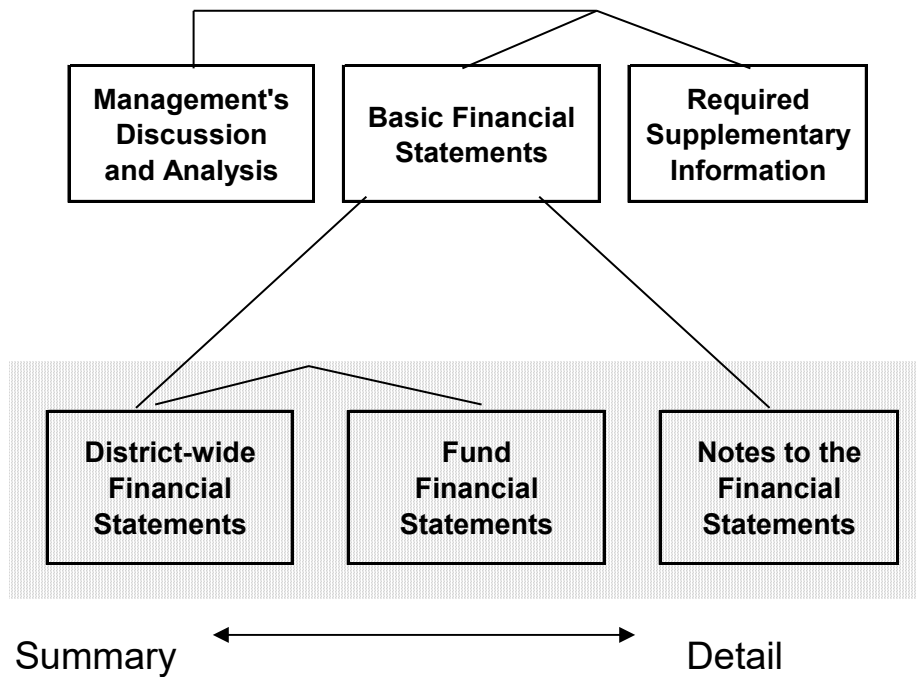 Management's
Discussion
and Analysis
Basic Financial
Statements
Required
Supplementary
Information
District-wide
Financial
Statements
Fund
Financial
Statements
Notes to the
Financial
Statements
Summary
Detail